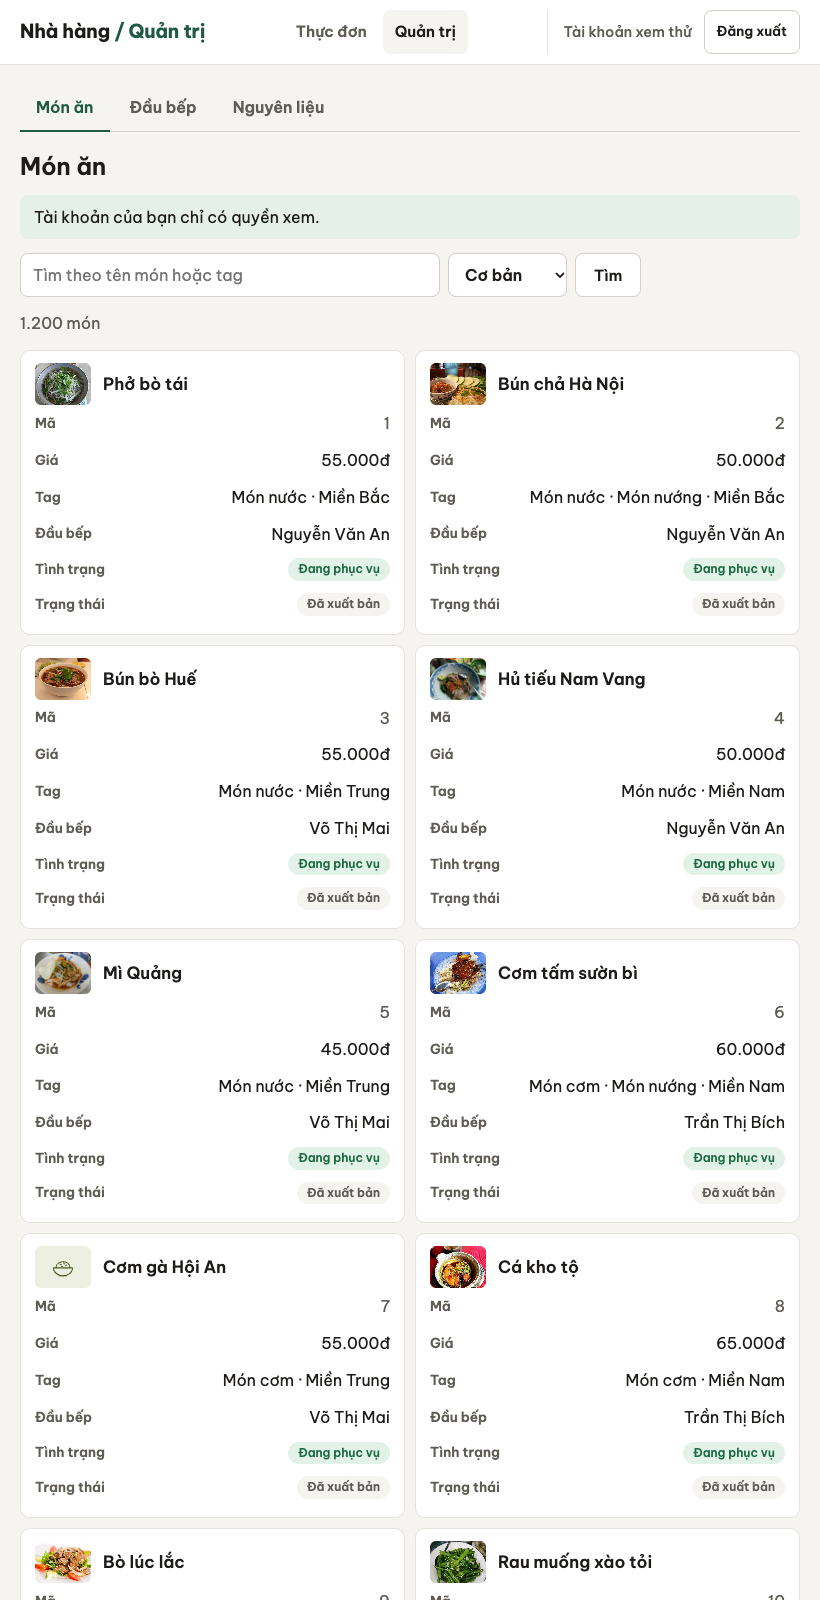 Nhà hàng / Quản trị
Thực đơn
Quản trị
Tài khoản xem thử
Đăng xuất
Món ăn
Đầu bếp
Nguyên liệu
Món ăn
Tài khoản của bạn chỉ có quyền xem.
Tìm theo tên món hoặc tag
Cơ bản
Tìm
1.200 món
Phở bò tái
Mã 1
Giá 55.000đ
Tag Món nước · Miền Bắc
Đầu bếp Nguyễn Văn An
Tình trạng Đang phục vụ
Trạng thái Đã xuất bản
Bún chả Hà Nội
Mã 2
Giá 50.000đ
Tag Món nước · Món nướng · Miền Bắc
Đầu bếp Nguyễn Văn An
Tình trạng Đang phục vụ
Trạng thái Đã xuất bản
Bún bò Huế
Mã 3
Giá 55.000đ
Tag Món nước · Miền Trung
Đầu bếp Võ Thị Mai
Tình trạng Đang phục vụ
Trạng thái Đã xuất bản
Hủ tiếu Nam Vang
Mã 4
Giá 50.000đ
Tag Món nước · Miền Nam
Đầu bếp Nguyễn Văn An
Tình trạng Đang phục vụ
Trạng thái Đã xuất bản
Mì Quảng
Mã 5
Giá 45.000đ
Tag Món nước · Miền Trung
Đầu bếp Võ Thị Mai
Tình trạng Đang phục vụ
Trạng thái Đã xuất bản
Cơm tấm sườn bì
Mã 6
Giá 60.000đ
Tag Món cơm · Món nướng · Miền Nam
Đầu bếp Trần Thị Bích
Tình trạng Đang phục vụ
Trạng thái Đã xuất bản
Cơm gà Hội An
Mã 7
Giá 55.000đ
Tag Món cơm · Miền Trung
Đầu bếp Võ Thị Mai
Tình trạng Đang phục vụ
Trạng thái Đã xuất bản
Cá kho tộ
Mã 8
Giá 65.000đ
Tag Món cơm · Miền Nam
Đầu bếp Trần Thị Bích
Tình trạng Đang phục vụ
Trạng thái Đã xuất bản
Bò lúc lắc
Mã 9
Rau muống xào tỏi
Mã 10